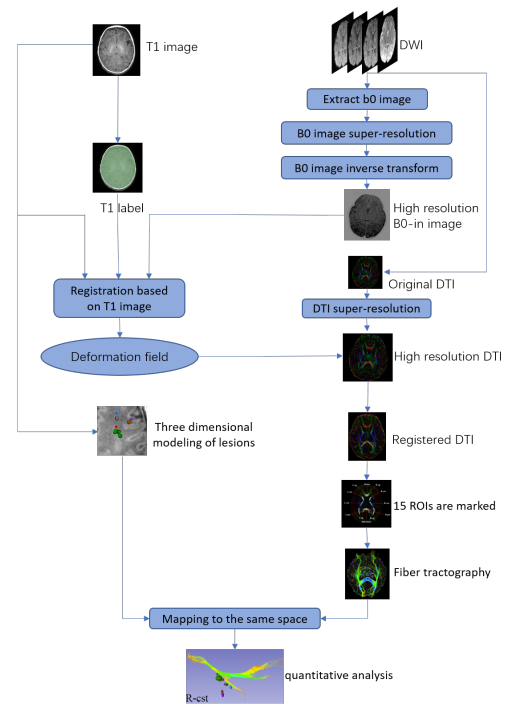 T1 image
DWI
Extract b0 image
B0 image super-resolution
B0 image inverse transform
T1 label
High resolution
B0-in image
Original DTI
Registration based
on T1 image
DTI super-resolution
Deformation field
High resolution DTI
Three dimensional
modeling of lesions
Registered DTI
15 ROIs are marked
Fiber tractography
Mapping to the same space
quantitative analysis
R-cst